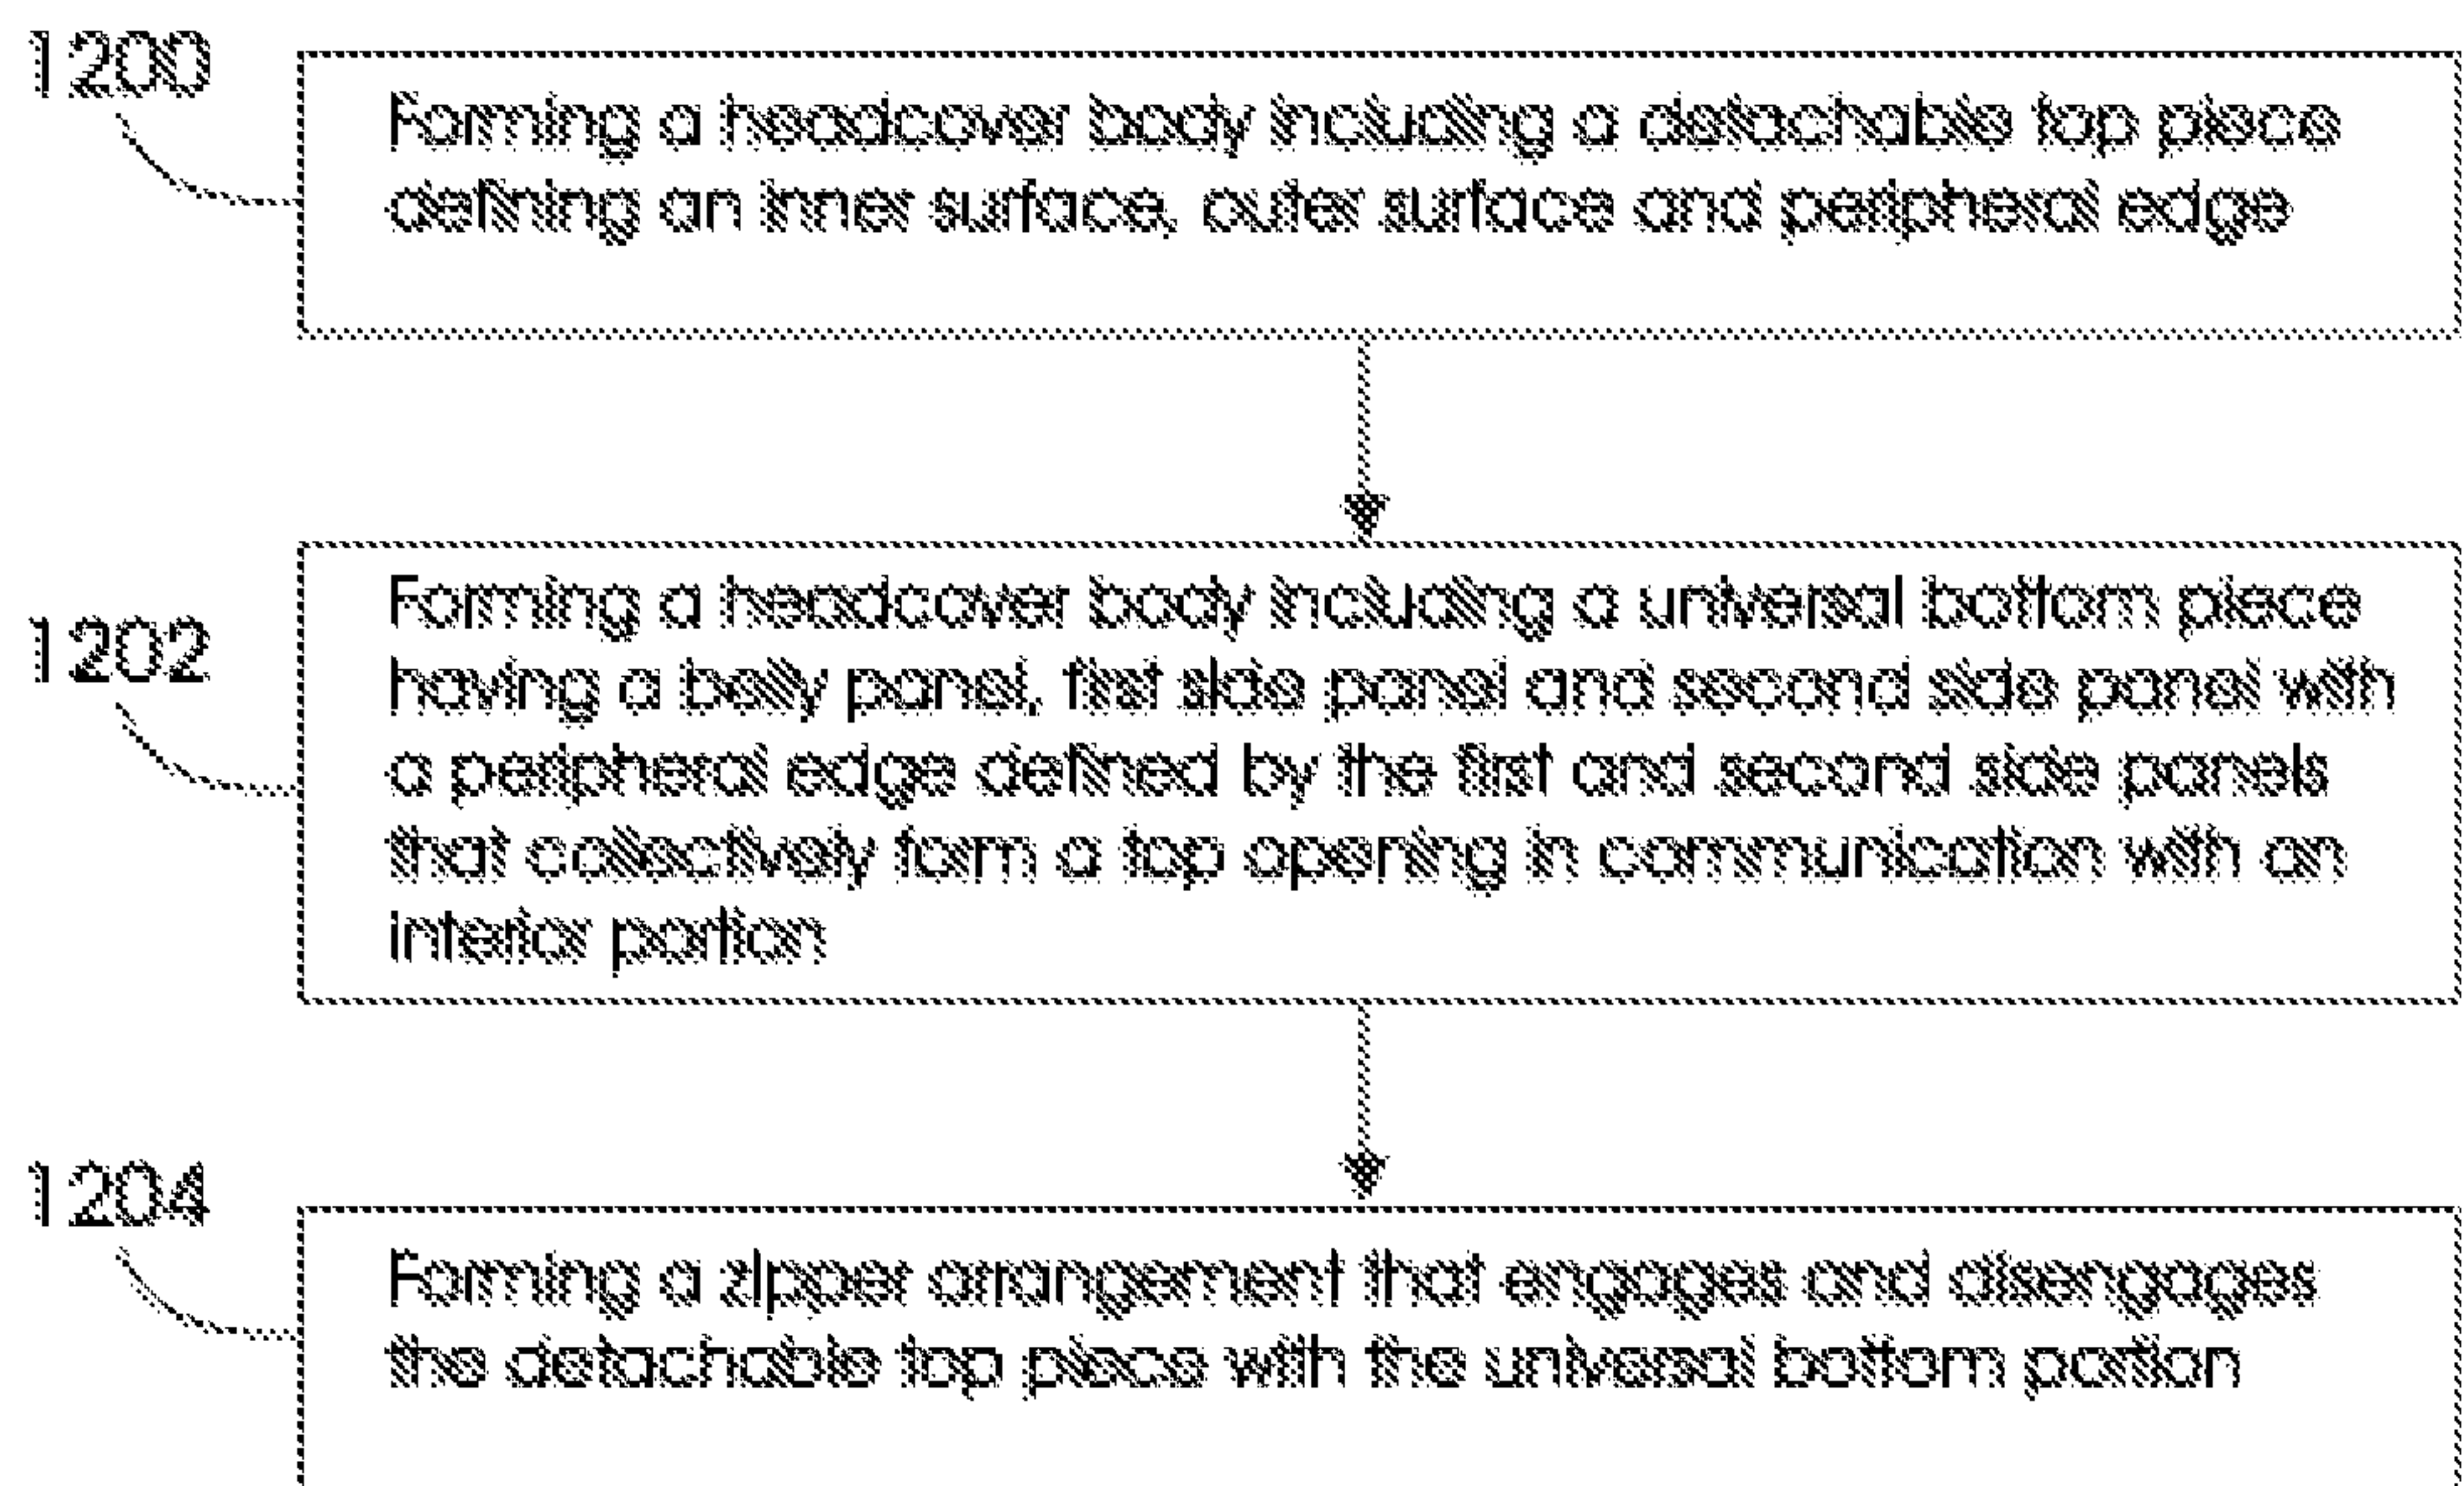 1200
Forming a headcover body including a detachable top piece
defining an inner surface, outer surface and peripheral edge
1202
Forming a headcover body including a universal bottom piece
having a belly panel, first side panel and second side panel with
a peripheral edge defined by the first and second side panels
that collectively form a top opening in communication with an
interior portion
1204
Forming a zipper arrangement that engages and disengages
the detachable top piece with the universal bottom portion